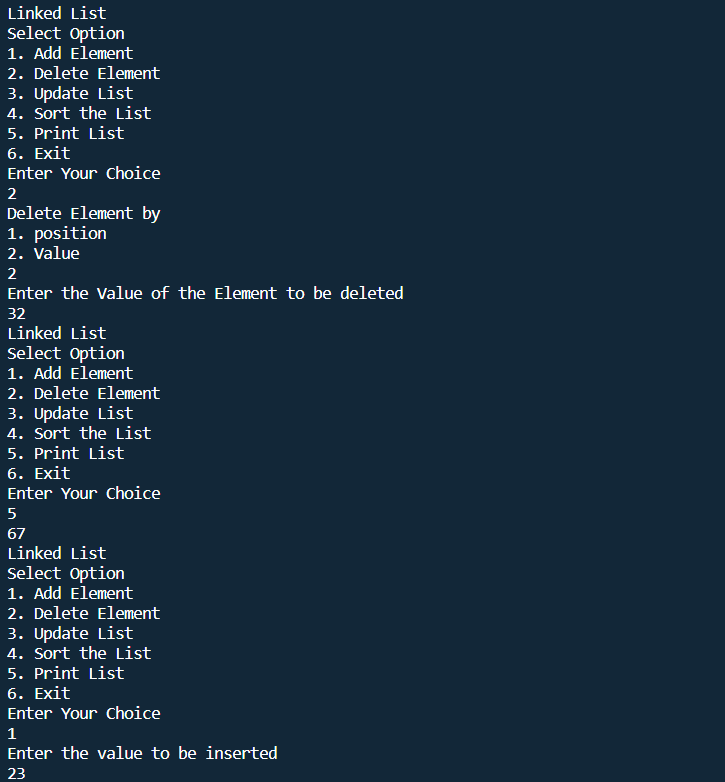 Linked List
Select Option
1. Add Element
2. Delete Element
3. Update List
4. Sort the List
5. Print List
6. Exit
Enter Your Choice
2
Delete Element by
1. position
2. Value
2
Enter the Value of the Element to be deleted
32
Linked List
Select Option
1. Add Element
2. Delete Element
3. Update List
4. Sort the List
5. Print List
6. Exit
Enter Your Choice
5
67
Linked List
Select Option
1. Add Element
2. Delete Element
3. Update List
4. Sort the List
5. Print List
6. Exit
Enter Your Choice
1
Enter the value to be inserted
23